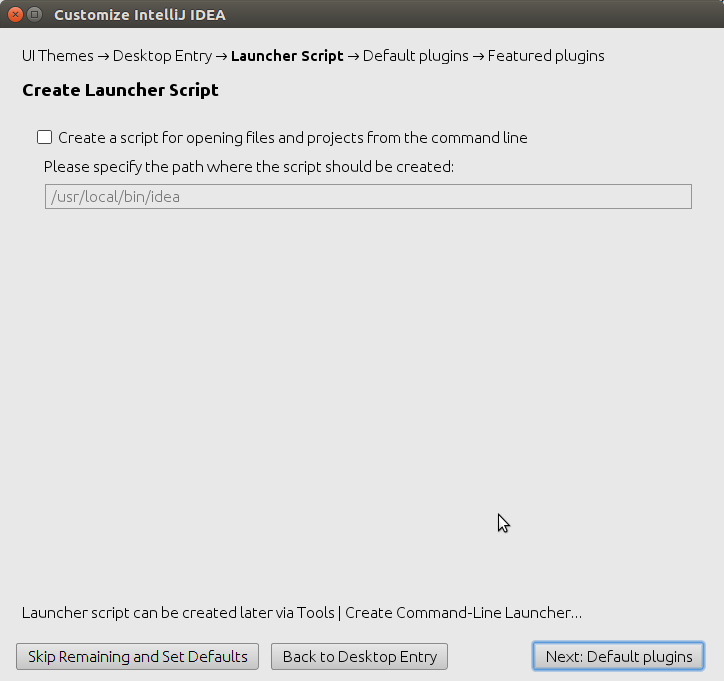 Customize IntelliJ IDEA
UI Themes → Desktop Entry → Launcher Script → Default plugins → Featured plugins
Create Launcher Script
Create a script for opening files and projects from the command line
Please specify the path where the script should be created:
/usr/local/bin/idea
Launcher script can be created later via Tools | Create Command-Line Launcher...
Skip Remaining and Set Defaults Back to Desktop Entry Next: Default plugins